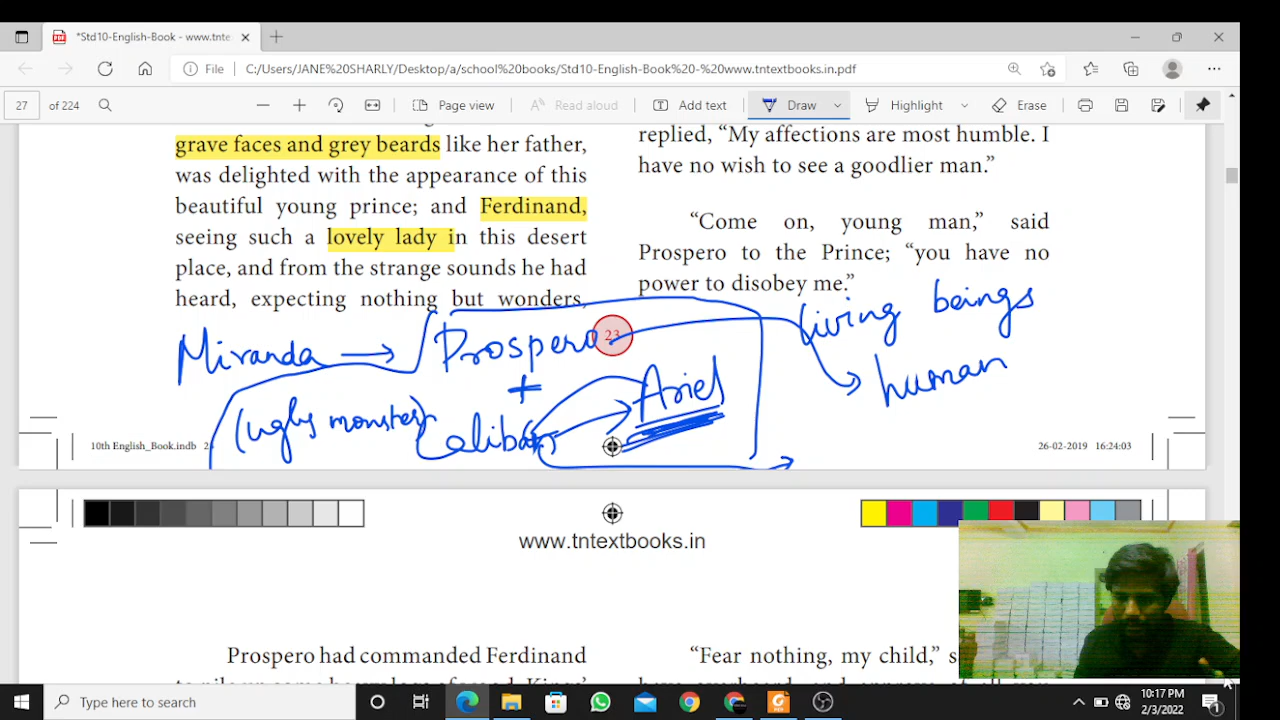 *Std10-English-Book - www.tnte
File
C:/Users/JANE%20SHARLY/Desktop/a/school%20books/Std10-English-Book%20-%20www.tntextbooks.in.pdf
27 of 224
Page view
Read aloud
Add text
Draw
Highlight
Erase
grave faces and grey beards like her father,
was delighted with the appearance of this
beautiful young prince; and Ferdinand,
seeing such a lovely lady in this desert
place, and from the strange sounds he had
heard, expecting nothing but wonders,
replied, “My affections are most humble. I
have no wish to see a goodlier man.”
“Come on, young man,” said
Prospero to the Prince; “you have no
power to disobey me.”
living beings
Miranda → Prospero
23
human
+
Ariel
(ugly monster) Caliban
10th English_Book.indb
26-02-2019 16:24:03
www.tntextbooks.in
Prospero had commanded Ferdinand
“Fear nothing, my child,” s
Type here to search
10:17 PM
2/3/2022